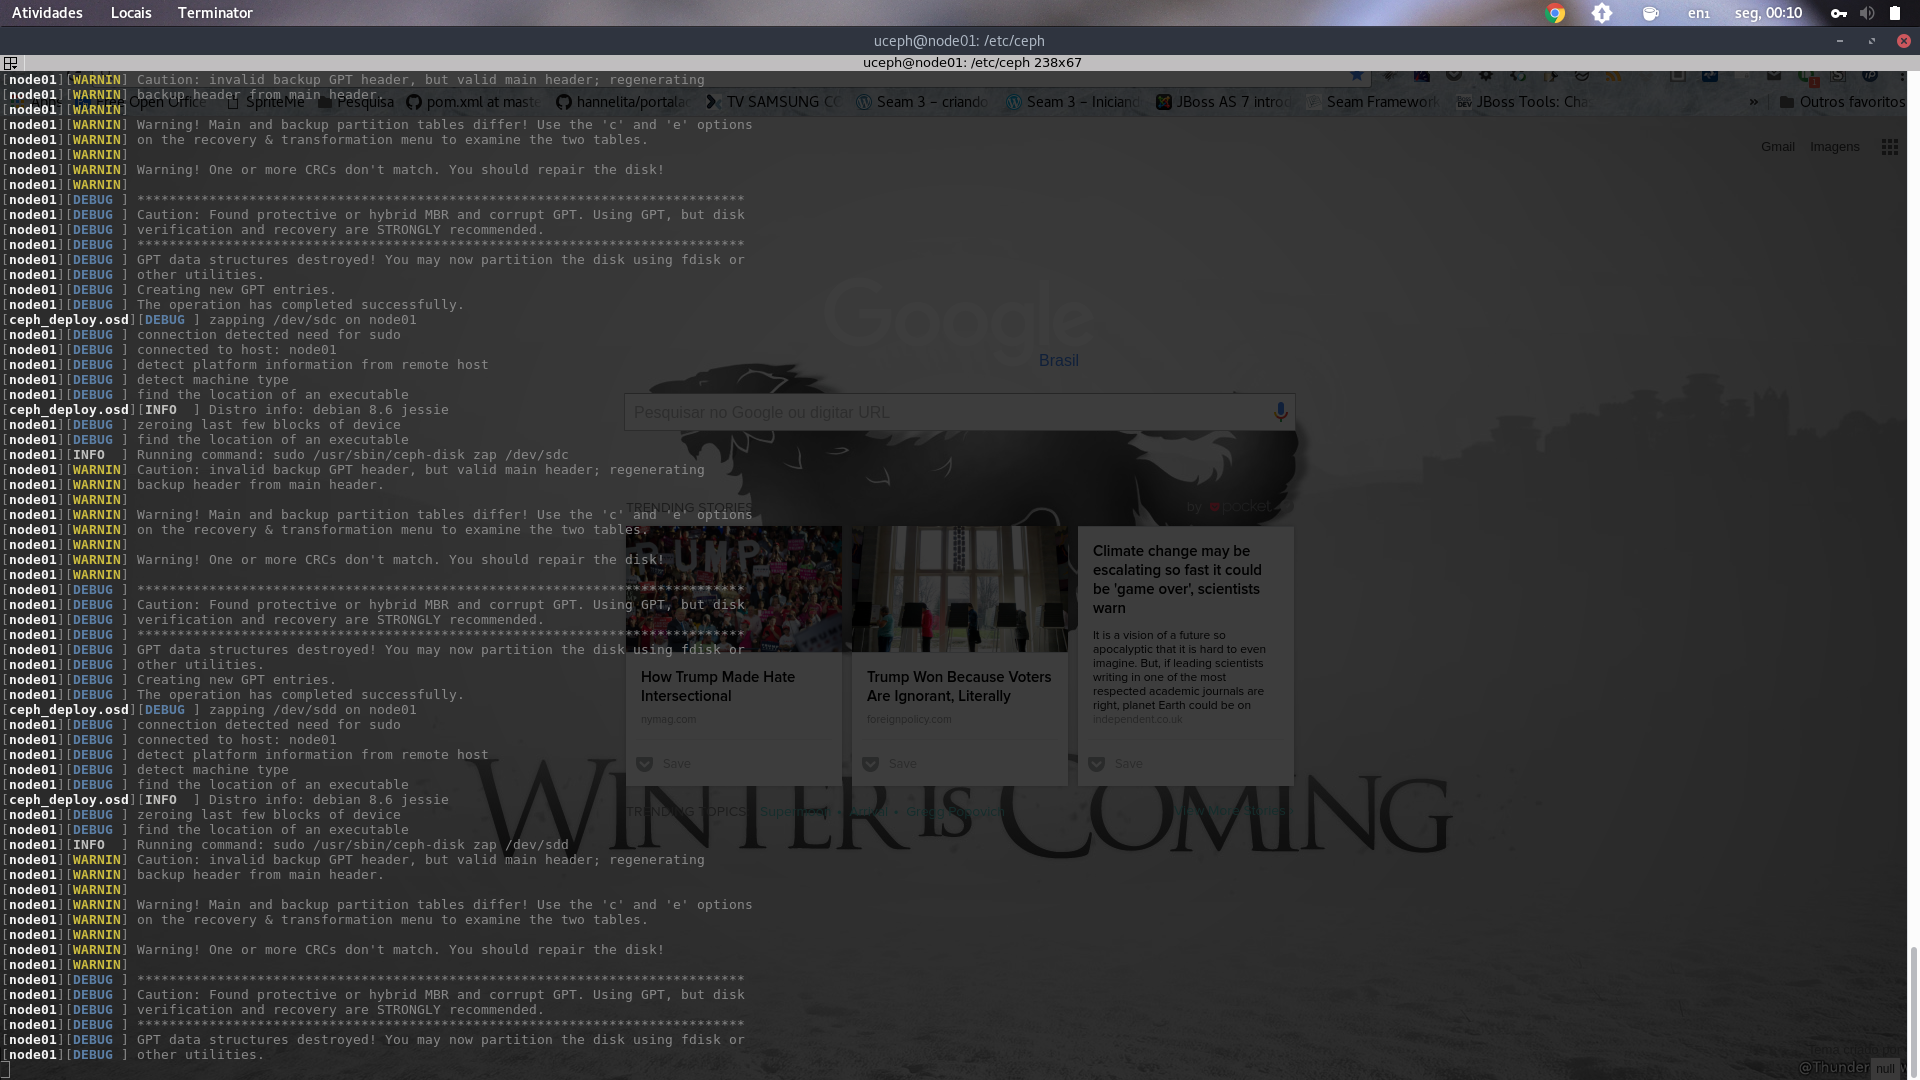 Atividades Locais Terminator en₁ seg, 00:10
uceph@node01: /etc/ceph
uceph@node01: /etc/ceph 238x67
[node01][WARNIN] Caution: invalid backup GPT header, but valid main header; regenerating
[node01][WARNIN] backup header from main header.
[node01][WARNIN]
[node01][WARNIN] Warning! Main and backup partition tables differ! Use the 'c' and 'e' options
[node01][WARNIN] on the recovery & transformation menu to examine the two tables.
[node01][WARNIN]
[node01][WARNIN] Warning! One or more CRCs don't match. You should repair the disk!
[node01][WARNIN]
[node01][DEBUG ] ****************************************************************************
[node01][DEBUG ] Caution: Found protective or hybrid MBR and corrupt GPT. Using GPT, but disk
[node01][DEBUG ] verification and recovery are STRONGLY recommended.
[node01][DEBUG ] ****************************************************************************
[node01][DEBUG ] GPT data structures destroyed! You may now partition the disk using fdisk or
[node01][DEBUG ] other utilities.
[node01][DEBUG ] Creating new GPT entries.
[node01][DEBUG ] The operation has completed successfully.
[ceph_deploy.osd][DEBUG ] zapping /dev/sdc on node01
[node01][DEBUG ] connection detected need for sudo
[node01][DEBUG ] connected to host: node01
[node01][DEBUG ] detect platform information from remote host
[node01][DEBUG ] detect machine type
[node01][DEBUG ] find the location of an executable
[ceph_deploy.osd][INFO  ] Distro info: debian 8.6 jessie
[node01][DEBUG ] zeroing last few blocks of device
[node01][DEBUG ] find the location of an executable
[node01][INFO  ] Running command: sudo /usr/sbin/ceph-disk zap /dev/sdc
[node01][WARNIN] Caution: invalid backup GPT header, but valid main header; regenerating
[node01][WARNIN] backup header from main header.
[node01][WARNIN]
[node01][WARNIN] Warning! Main and backup partition tables differ! Use the 'c' and 'e' options
[node01][WARNIN] on the recovery & transformation menu to examine the two tables.
[node01][WARNIN]
[node01][WARNIN] Warning! One or more CRCs don't match. You should repair the disk!
[node01][WARNIN]
[node01][DEBUG ] ****************************************************************************
[node01][DEBUG ] Caution: Found protective or hybrid MBR and corrupt GPT. Using GPT, but disk
[node01][DEBUG ] verification and recovery are STRONGLY recommended.
[node01][DEBUG ] ****************************************************************************
[node01][DEBUG ] GPT data structures destroyed! You may now partition the disk using fdisk or
[node01][DEBUG ] other utilities.
[node01][DEBUG ] Creating new GPT entries.
[node01][DEBUG ] The operation has completed successfully.
[ceph_deploy.osd][DEBUG ] zapping /dev/sdd on node01
[node01][DEBUG ] connection detected need for sudo
[node01][DEBUG ] connected to host: node01
[node01][DEBUG ] detect platform information from remote host
[node01][DEBUG ] detect machine type
[node01][DEBUG ] find the location of an executable
[ceph_deploy.osd][INFO  ] Distro info: debian 8.6 jessie
[node01][DEBUG ] zeroing last few blocks of device
[node01][DEBUG ] find the location of an executable
[node01][INFO  ] Running command: sudo /usr/sbin/ceph-disk zap /dev/sdd
[node01][WARNIN] Caution: invalid backup GPT header, but valid main header; regenerating
[node01][WARNIN] backup header from main header.
[node01][WARNIN]
[node01][WARNIN] Warning! Main and backup partition tables differ! Use the 'c' and 'e' options
[node01][WARNIN] on the recovery & transformation menu to examine the two tables.
[node01][WARNIN]
[node01][WARNIN] Warning! One or more CRCs don't match. You should repair the disk!
[node01][WARNIN]
[node01][DEBUG ] ****************************************************************************
[node01][DEBUG ] Caution: Found protective or hybrid MBR and corrupt GPT. Using GPT, but disk
[node01][DEBUG ] verification and recovery are STRONGLY recommended.
[node01][DEBUG ] ****************************************************************************
[node01][DEBUG ] GPT data structures destroyed! You may now partition the disk using fdisk or
[node01][DEBUG ] other utilities.
Open Office SpriteMe Pesquisa pom.xml at maste hannelita/portala TV SAMSUNG CC Seam 3 – criando Seam 3 – Iniciand JBoss AS 7 introd Seam Framework JBoss Tools: Cha » Outros favoritos
Gmail Imagens
Google
Brasil
Pesquisar no Google ou digitar URL
TRENDING STORIES by pocket
TRUMP
How Trump Made Hate
Intersectional
nymag.com
Save
Trump Won Because Voters
Are Ignorant, Literally
foreignpolicy.com
Save
Climate change may be
escalating so fast it could
be 'game over', scientists
warn
It is a vision of a future so
apocalyptic that it is hard to even
imagine. But, if leading scientists
writing in one of the most
respected academic journals are
right, planet Earth could be on
independent.co.uk
Save
TRENDING TOPICS Gregg Popovich View More Stories
WINTER IS COMING
@Thunder null